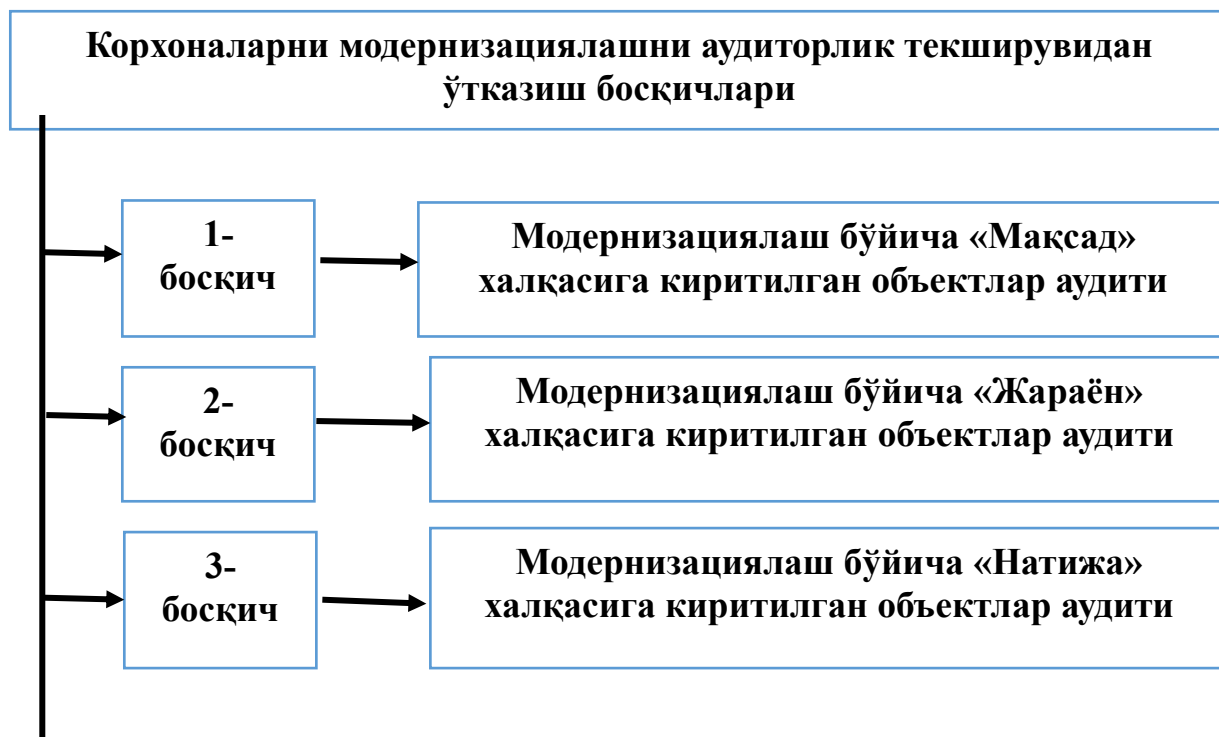 Корхоналарни модернизациялашни аудиторлик текширувидан
ўтказиш босқичлари
1-
босқич
Модернизациялаш бўйича «Мақсад»
халқасига киритилган объектлар аудити
2-
босқич
Модернизациялаш бўйича «Жараён»
халқасига киритилган объектлар аудити
3-
босқич
Модернизациялаш бўйича «Натижа»
халқасига киритилган объектлар аудити